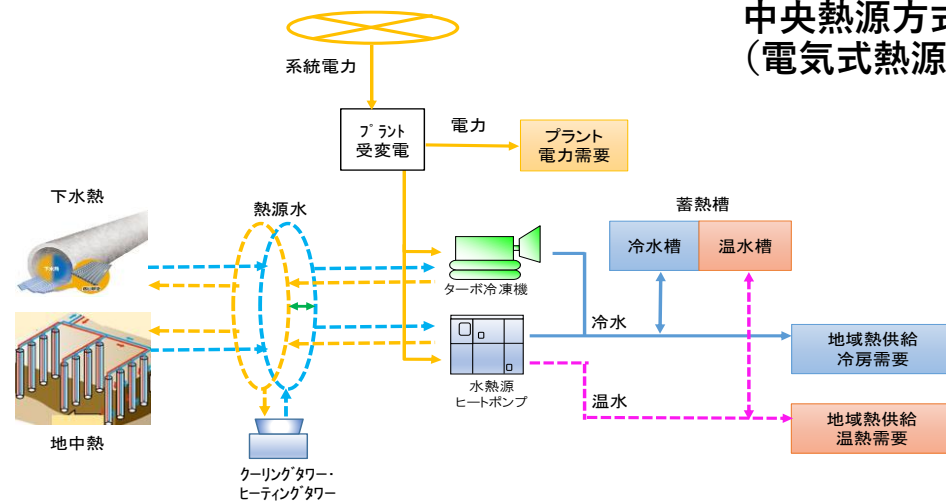 中央熱源方式
（電気式熱源
系統電力
プラント
受変電
電力
プラント
電力需要
下水熱
熱源水
蓄熱槽
冷水槽
温水槽
下水熱
ターボ冷凍機
冷水
地域熱供給
冷房需要
水熱源
ヒートポンプ
温水
地域熱供給
温熱需要
地中熱
クーリングタワー・
ヒーティングタワー